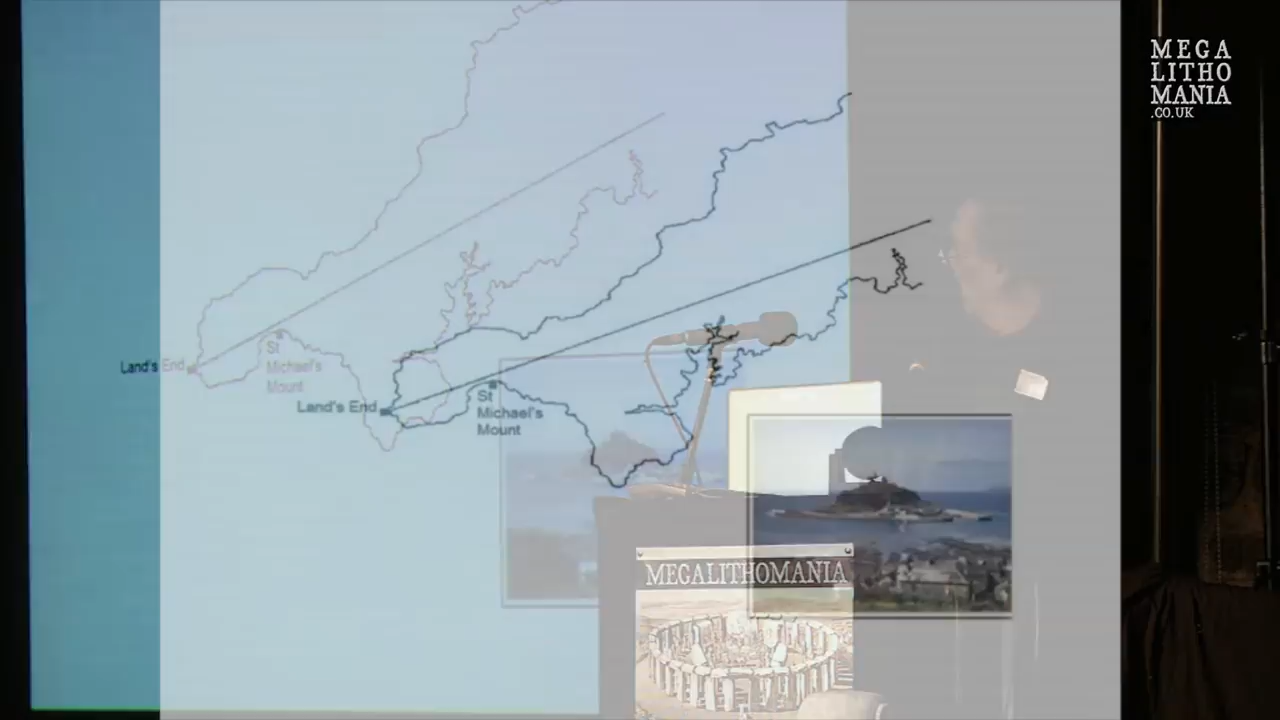 MEGA
LITHO
MANIA
.CO.UK
Land's End
St
Michael's
Mount
Land's End
St
Michael's
Mount
MEGALITHOMANIA